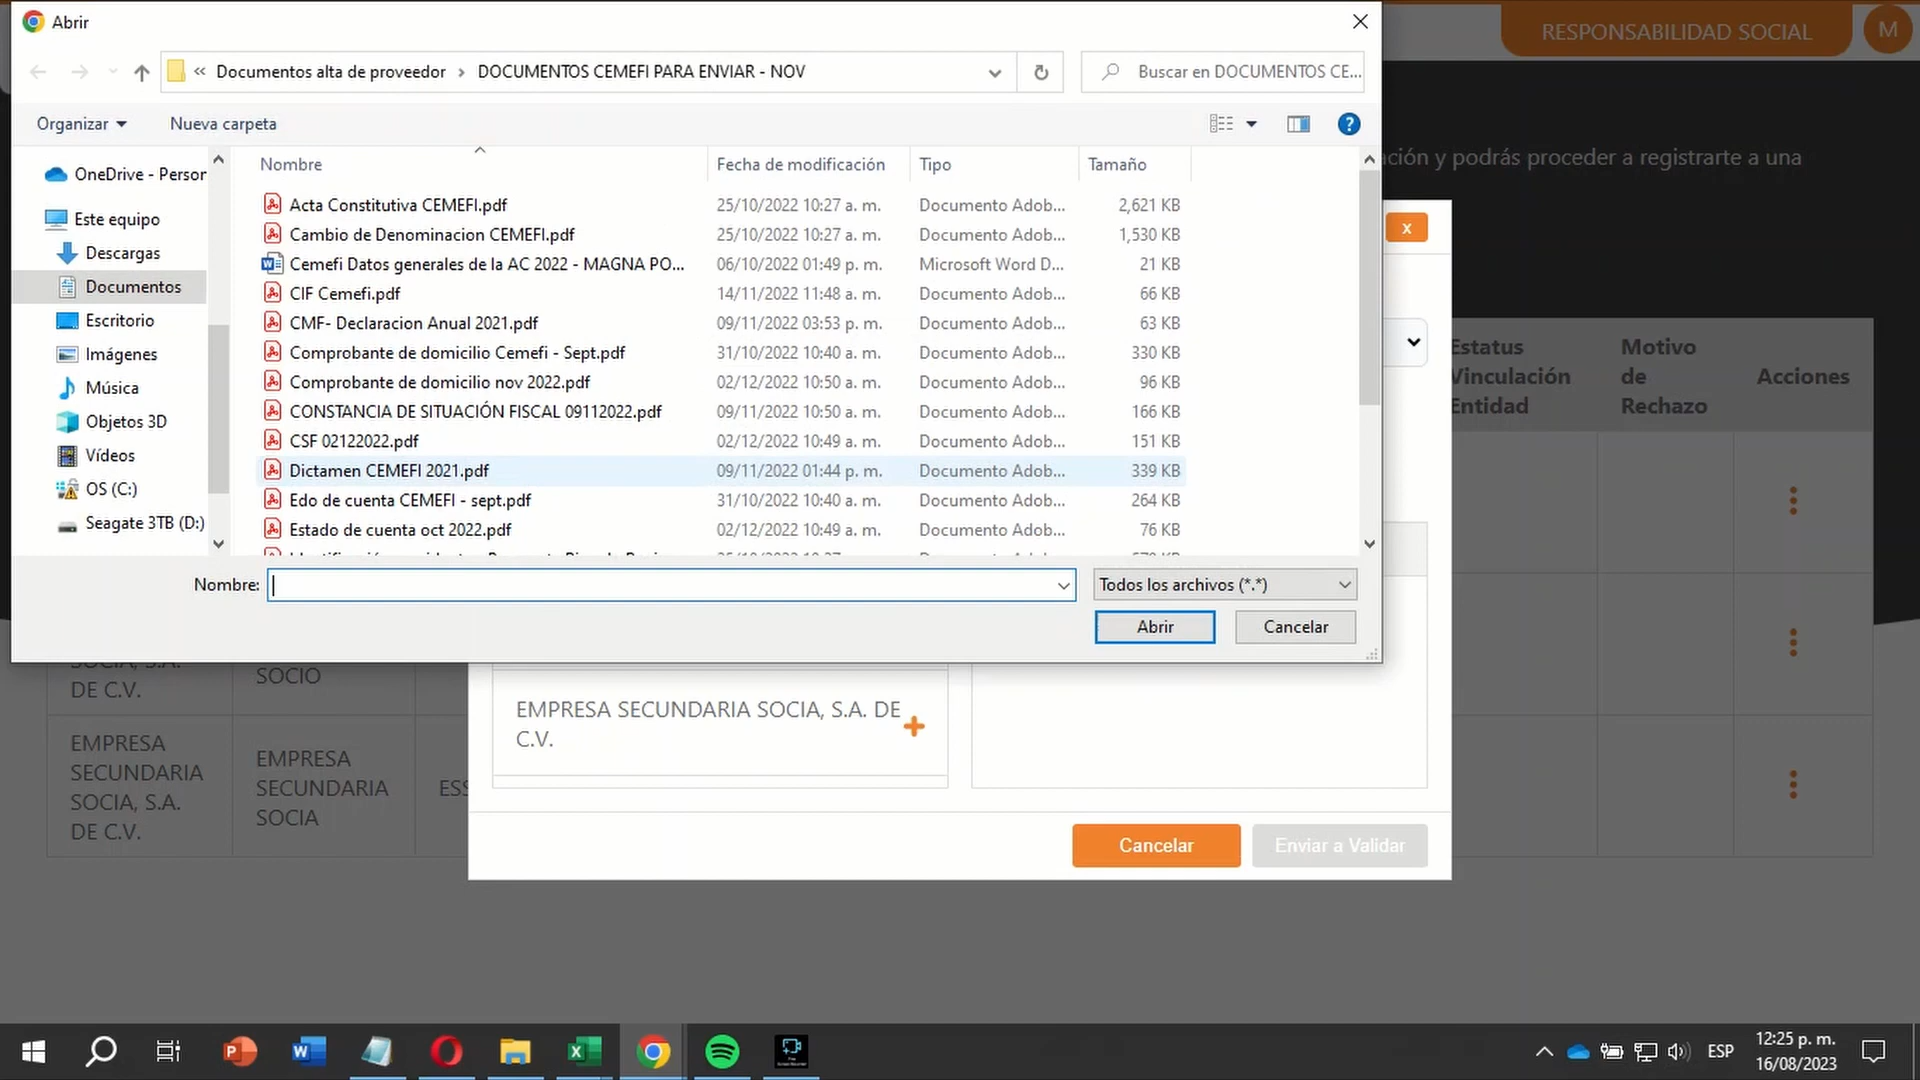 Abrir
RESPONSABILIDAD SOCIAL
M
« Documentos alta de proveedor › DOCUMENTOS CEMEFI PARA ENVIAR - NOV
Buscar en DOCUMENTOS CE...
Organizar
Nueva carpeta
?
ción y podrás proceder a registrarte a una
OneDrive - Person
Este equipo
Descargas
Documentos
Escritorio
Imágenes
Música
Objetos 3D
Vídeos
OS (C:)
Seagate 3TB (D:)
Nombre Fecha de modificación Tipo Tamaño
Acta Constitutiva CEMEFI.pdf 25/10/2022 10:27 a. m. Documento Adob... 2,621 KB
Cambio de Denominacion CEMEFI.pdf 25/10/2022 10:27 a. m. Documento Adob... 1,530 KB
Cemefi Datos generales de la AC 2022 - MAGNA PO... 06/10/2022 01:49 p. m. Microsoft Word D... 21 KB
CIF Cemefi.pdf 14/11/2022 11:48 a. m. Documento Adob... 66 KB
CMF- Declaracion Anual 2021.pdf 09/11/2022 03:53 p. m. Documento Adob... 63 KB
Comprobante de domicilio Cemefi - Sept.pdf 31/10/2022 10:40 a. m. Documento Adob... 330 KB
Comprobante de domicilio nov 2022.pdf 02/12/2022 10:50 a. m. Documento Adob... 96 KB
CONSTANCIA DE SITUACIÓN FISCAL 09112022.pdf 09/11/2022 10:50 a. m. Documento Adob... 166 KB
CSF 02122022.pdf 02/12/2022 10:49 a. m. Documento Adob... 151 KB
Dictamen CEMEFI 2021.pdf 09/11/2022 01:44 p. m. Documento Adob... 339 KB
Edo de cuenta CEMEFI - sept.pdf 31/10/2022 10:40 a. m. Documento Adob... 264 KB
Estado de cuenta oct 2022.pdf 02/12/2022 10:49 a. m. Documento Adob... 76 KB
Nombre:
Todos los archivos (*.*)
Abrir
Cancelar
x
Estatus
Vinculación
Entidad
Motivo
de
Rechazo
Acciones
SOCIA, S.A.
DE C.V.
SOCIO
EMPRESA
SECUNDARIA
SOCIA, S.A.
DE C.V.
EMPRESA
SECUNDARIA
SOCIA
ESS
EMPRESA SECUNDARIA SOCIA, S.A. DE
C.V.
Cancelar
Enviar a Validar
ESP
12:25 p. m.
16/08/2023